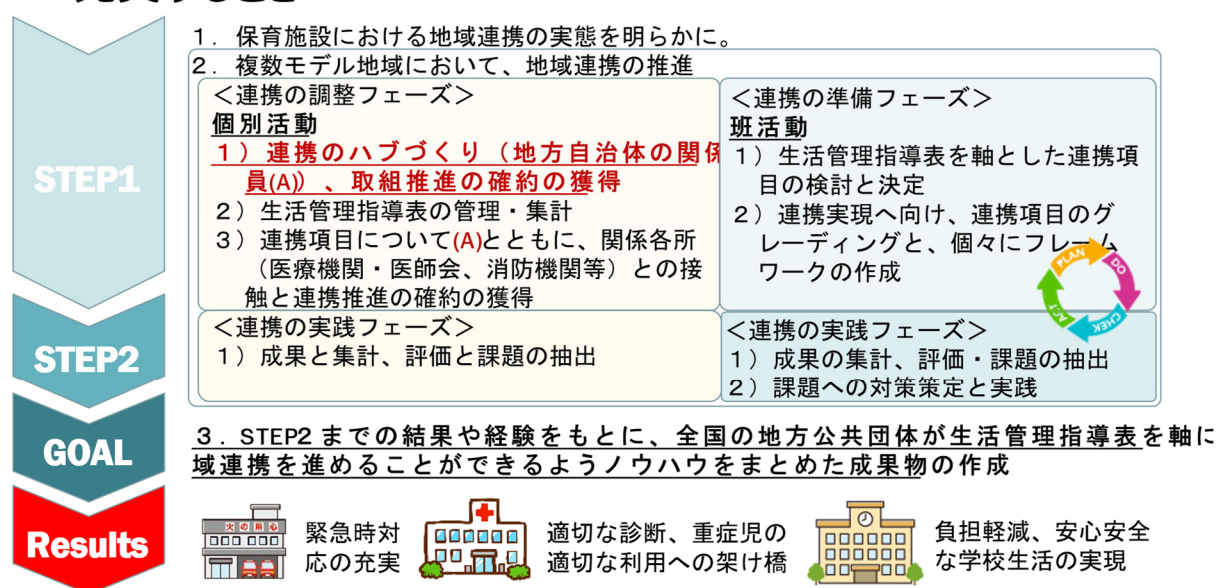 STEP1
STEP2
GOAL
Results
1. 保育施設における地域連携の実態を明らかに。
2. 複数モデル地域において、地域連携の推進
＜連携の調整フェーズ＞
個別活動
1）連携のハブづくり（地方自治体の関係
員(A)）、取組推進の確約の獲得
2）生活管理指導表の管理・集計
3）連携項目について(A)とともに、関係各所
（医療機関・医師会、消防機関等）との接
触と連携推進の確約の獲得
＜連携の準備フェーズ＞
班活動
1）生活管理指導表を軸とした連携項
目の検討と決定
2）連携実現へ向け、連携項目のグ
レーディングと、個々にフレーム
ワークの作成
PLAN
DO
CHEK
ACT
＜連携の実践フェーズ＞
1）成果と集計、評価と課題の抽出
＜連携の実践フェーズ＞
1）成果の集計、評価・課題の抽出
2）課題への対策策定と実践
3. STEP2 までの結果や経験をもとに、全国の地方公共団体が生活管理指導表を軸に
域連携を進めることができるようノウハウをまとめた成果物の作成
火の用心
緊急時対
応の充実
適切な診断、重症児の
適切な利用への架け橋
負担軽減、安心安全
な学校生活の実現